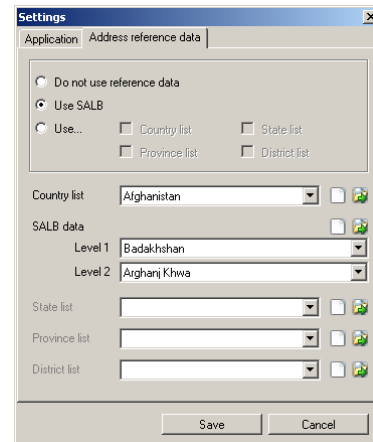 Settings
Application Address reference data
Do not use reference data
Use SALB
Use... Country list State list
Province list District list
Country list Afghanistan
SALB data
Level 1 Badakhshan
Level 2 Arghanj Khwa
State list
Province list
District list
Save Cancel